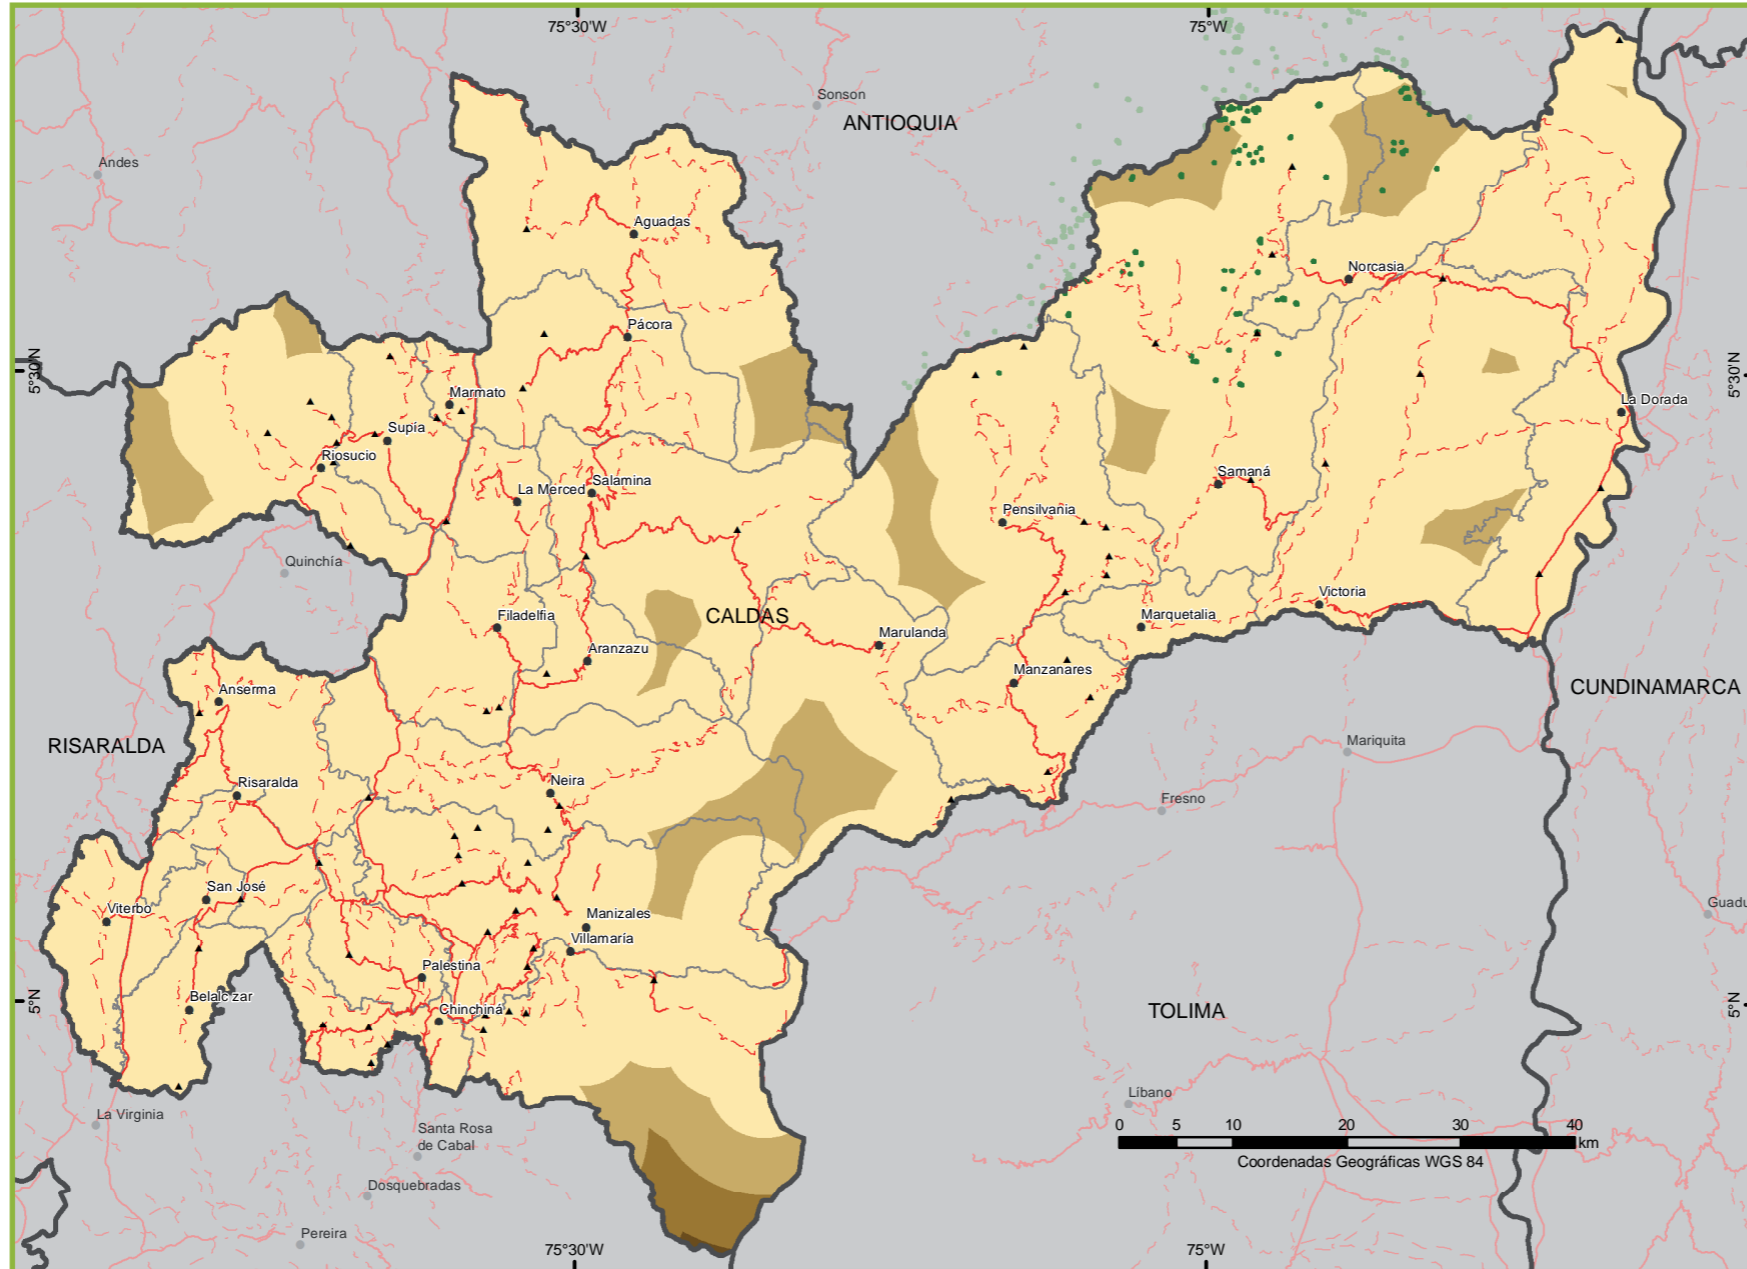 75°30'W
75°W
Sonson
ANTIOQUIA
Andes
Aguadas
Norcasia
Pácora
5°30'N
5°30'N
Marmato
La Dorada
Supía
Riosucio
Samaná
La Merced
Salamina
Pensilvania
Quinchía
Victoria
Filadelfia
CALDAS
Marquetalia
Marulanda
Aranzazu
Manzanares
Anserma
CUNDINAMARCA
RISARALDA
Mariquita
Risaralda
Neira
Fresno
San José
Viterbo
Guadu
Manizales
Villamaría
Palestina
Belalc zar
5°N
5°N
Chinchiná
TOLIMA
Líbano
La Virginia
Santa Rosa
de Cabal
0 5 10 20 30 40
km
Coordenadas Geográficas WGS 84
Dosquebradas
Pereira
75°30'W
75°W